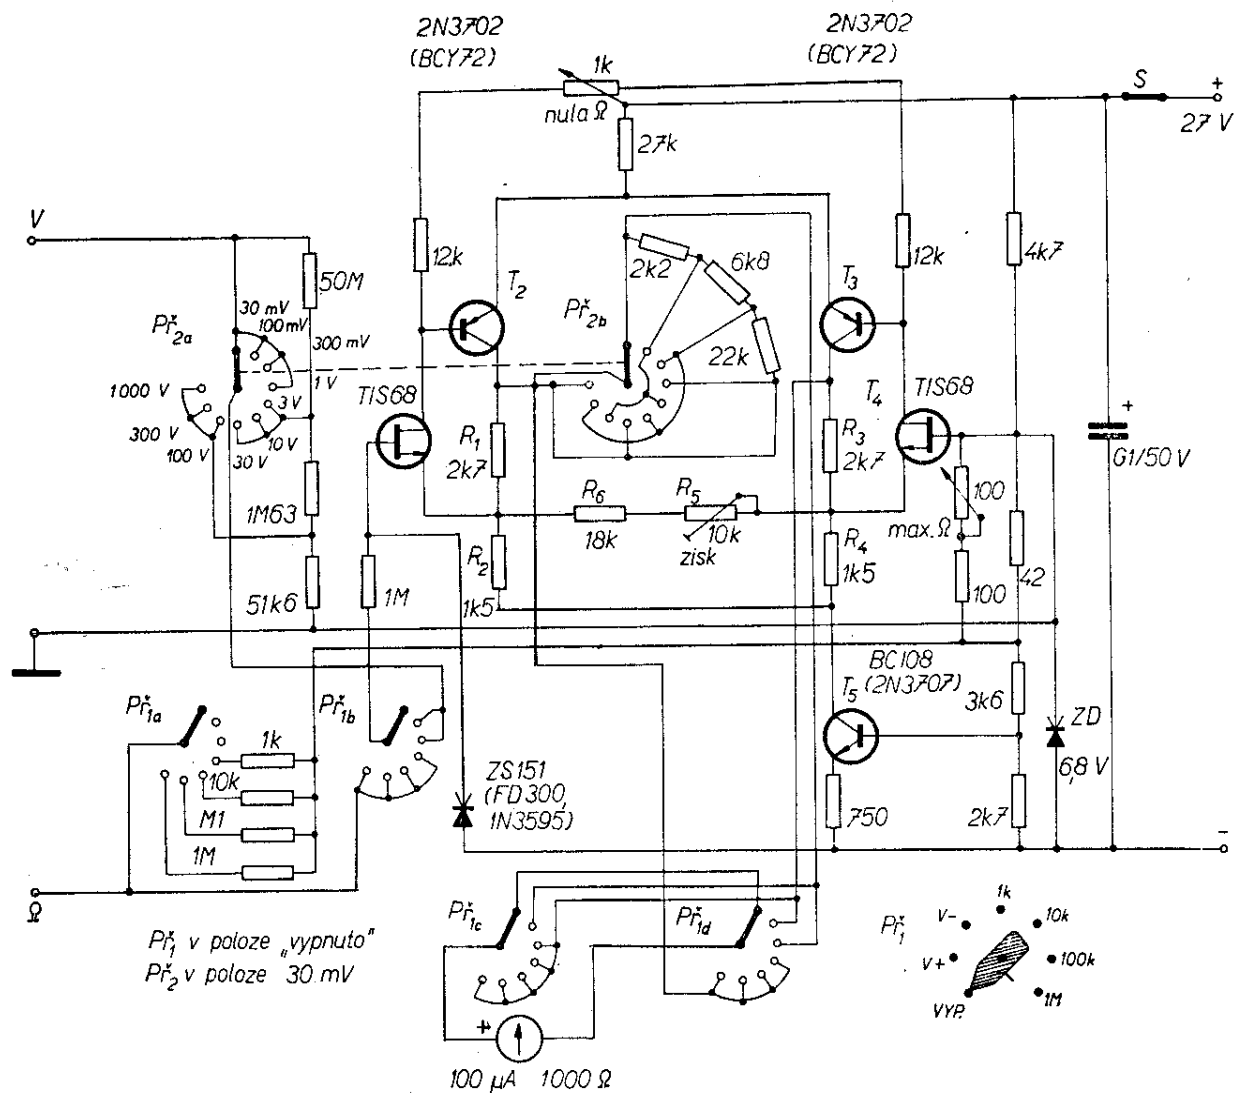 2N3702
(BCY72)
2N3702
(BCY72)
1k
nula Ω
S
+
27 V
27k
V
12k
50M
2k2
6k8
12k
4k7
T2
T3
Př2a
30 mV
100 mV
300 mV
1 V
3 V
10 V
30 V
100 V
300 V
1000 V
Př2b
22k
TIS68
T4
TIS68
R1
2k7
R3
2k7
+
G1/50 V
R6
18k
R5
10k
zisk
100
max. Ω
1M63
R2
1k5
R4
1k5
42
100
51k6
1M
BC108
(2N3707)
T5
3k6
ZD
6,8 V
Př1a
Př1b
1k
10k
M1
1M
ZS151
(FD300,
1N3595)
750
2k7
-
Ω
Př1c
Př1d
Př1 v poloze „vypnuto"
Př2 v poloze 30 mV
+
100 µA 1000 Ω
Př1
VYP.
V+
V-
1k
10k
100k
1M